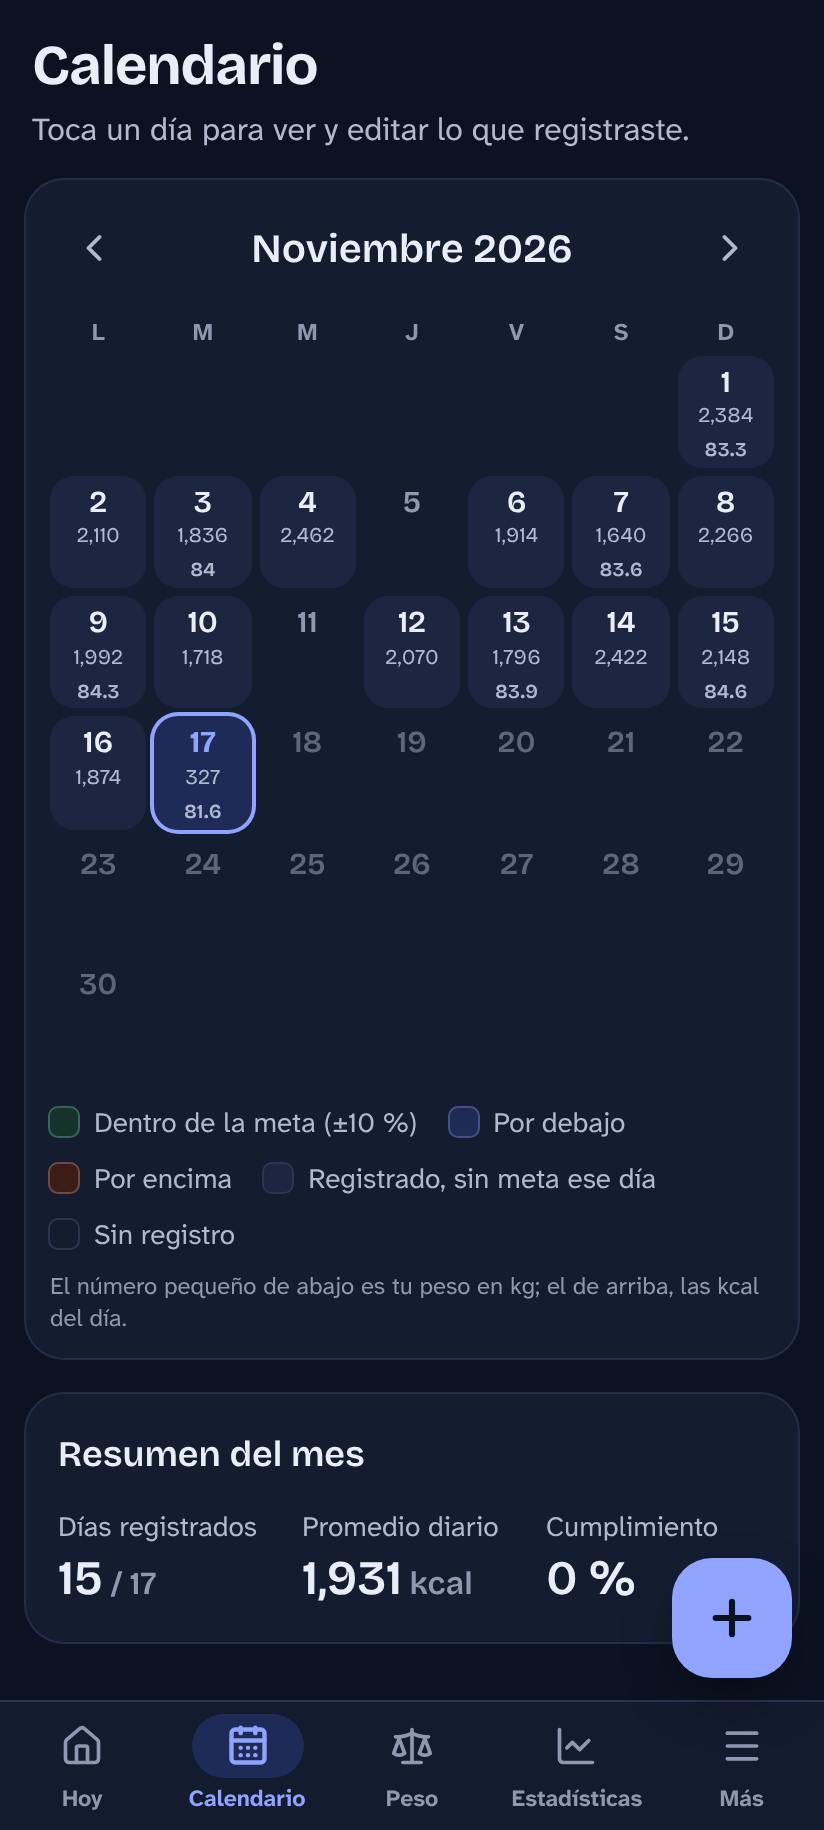 Calendario
Toca un día para ver y editar lo que registraste.
Noviembre 2026
L M M J V S D
1
2,384
83.3
2 3 4 5 6 7 8
2,110 1,836 2,462 1,914 1,640 2,266
84 83.6
9 10 11 12 13 14 15
1,992 1,718 2,070 1,796 2,422 2,148
84.3 83.9 84.6
16 17 18 19 20 21 22
1,874 327
81.6
23 24 25 26 27 28 29
30
Dentro de la meta (±10 %) Por debajo
Por encima Registrado, sin meta ese día
Sin registro
El número pequeño de abajo es tu peso en kg; el de arriba, las kcal
del día.
Resumen del mes
Días registrados Promedio diario Cumplimiento
15 / 17 1,931 kcal 0 %
Hoy Calendario Peso Estadísticas Más